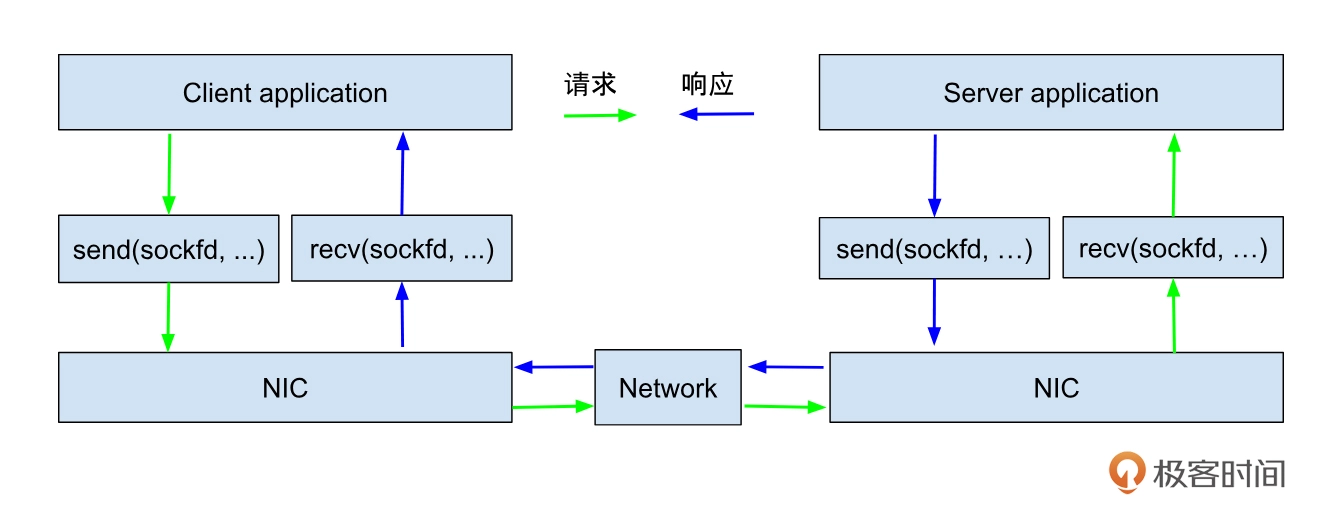 Client application
请求
响应
Server application
send(sockfd, ...)
recv(sockfd, ...)
send(sockfd, …)
recv(sockfd, …)
NIC
Network
NIC
极客时间